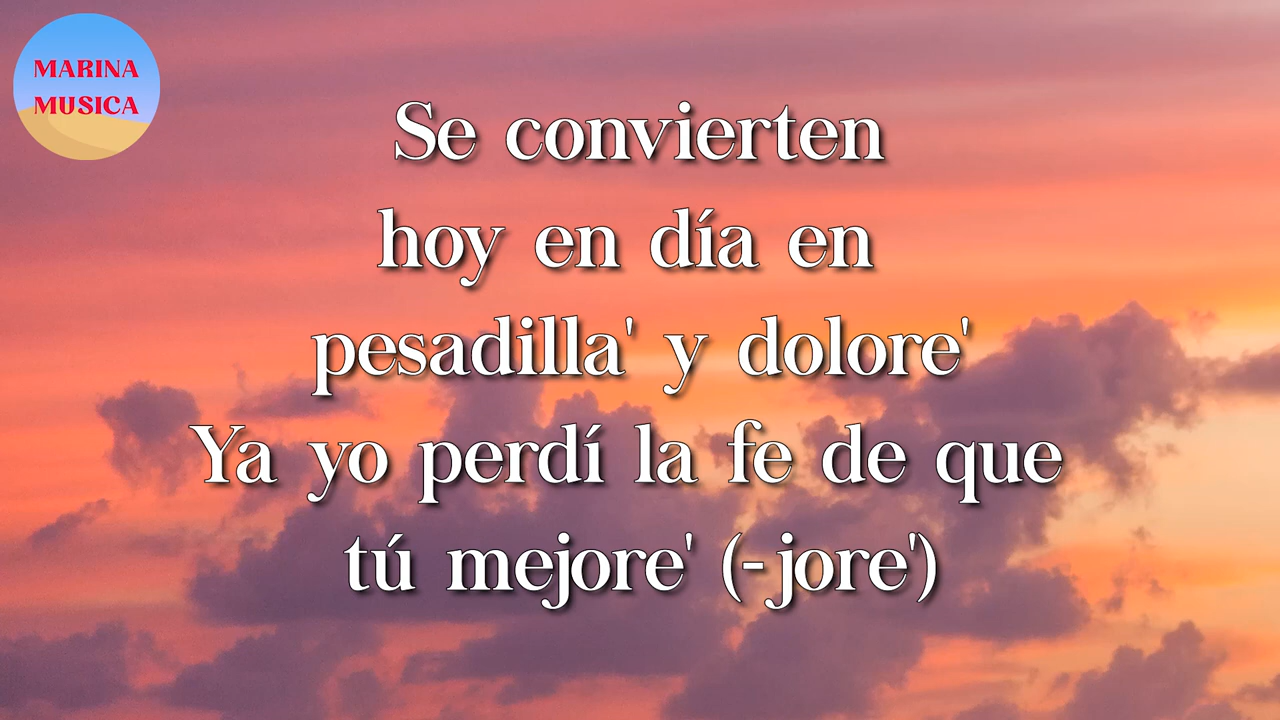 MARINA
MUSICA
Se convierten
hoy en día en
pesadilla' y dolore'
Ya yo perdí la fe de que
tú mejore' (-jore')